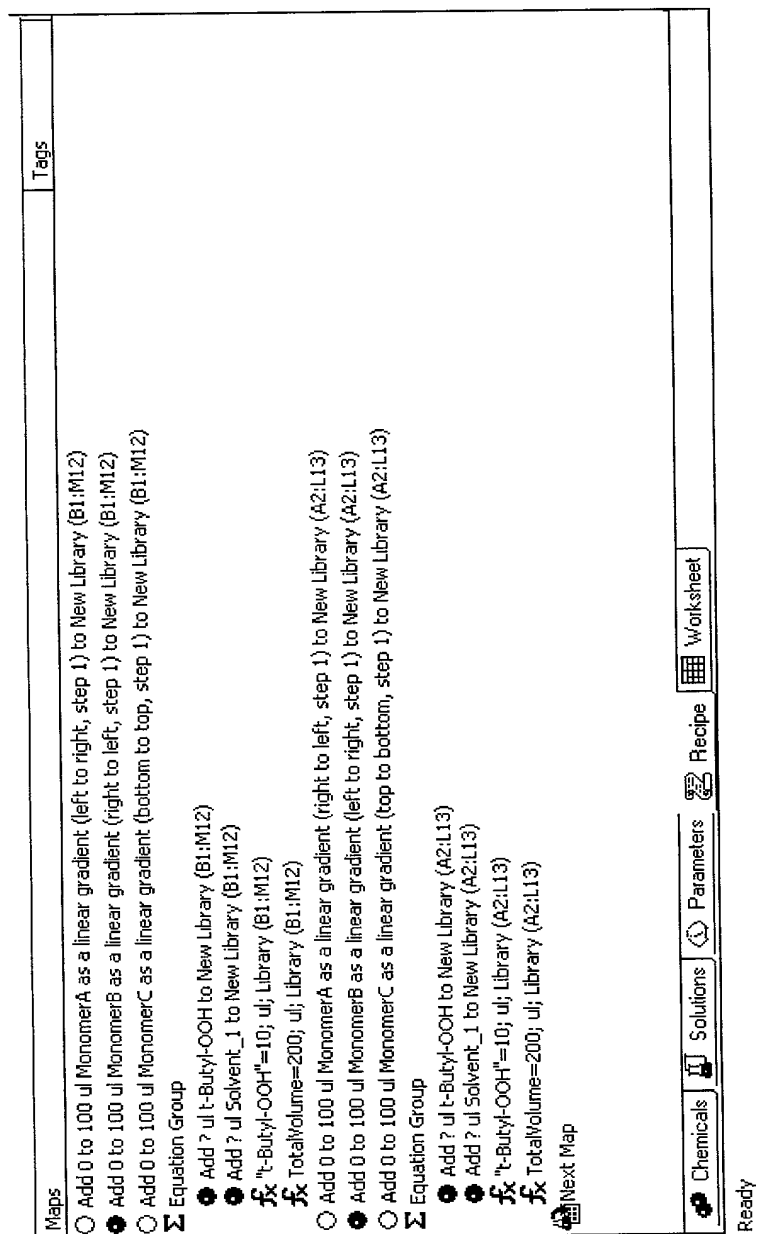 Maps Tags
Add 0 to 100 ul MonomerA as a linear gradient (left to right, step 1) to New Library (B1:M12)
Add 0 to 100 ul MonomerB as a linear gradient (right to left, step 1) to New Library (B1:M12)
Add 0 to 100 ul MonomerC as a linear gradient (bottom to top, step 1) to New Library (B1:M12)
Σ Equation Group
Add ? ul t-Butyl-OOH to New Library (B1:M12)
Add ? ul Solvent_1 to New Library (B1:M12)
fx "t-Butyl-OOH"=10; ul; Library (B1:M12)
fx TotalVolume=200; ul; Library (B1:M12)
Add 0 to 100 ul MonomerA as a linear gradient (right to left, step 1) to New Library (A2:L13)
Add 0 to 100 ul MonomerB as a linear gradient (left to right, step 1) to New Library (A2:L13)
Add 0 to 100 ul MonomerC as a linear gradient (top to bottom, step 1) to New Library (A2:L13)
Σ Equation Group
Add ? ul t-Butyl-OOH to New Library (A2:L13)
Add ? ul Solvent_1 to New Library (A2:L13)
fx "t-Butyl-OOH"=10; ul; Library (A2:L13)
fx TotalVolume=200; ul; Library (A2:L13)
Next Map
Chemicals Solutions Parameters Recipe Worksheet
Ready